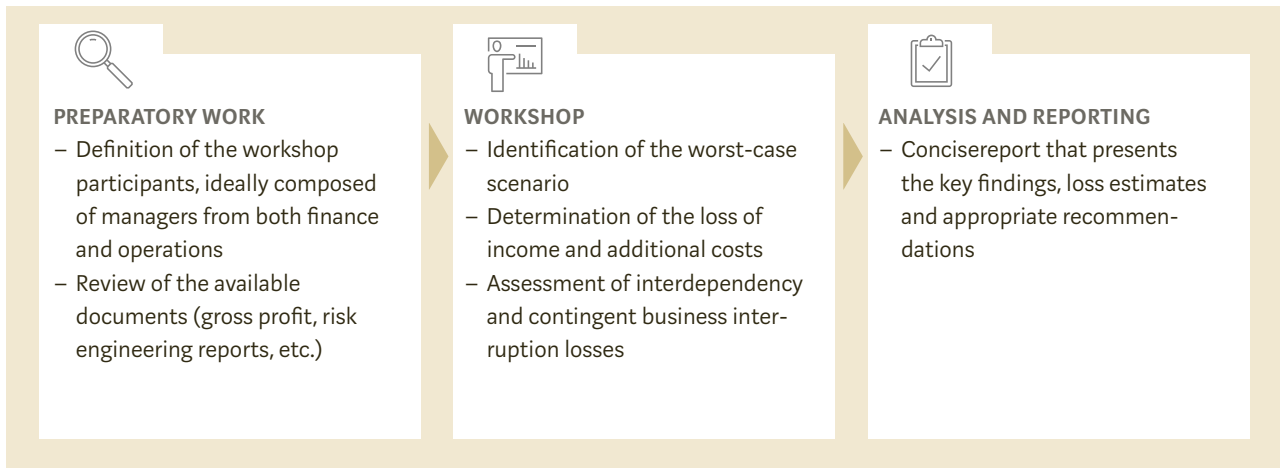 PREPARATORY WORK
– Definition of the workshop
participants, ideally composed
of managers from both finance
and operations
– Review of the available
documents (gross profit, risk
engineering reports, etc.)
WORKSHOP
– Identification of the worst-case
scenario
– Determination of the loss of
income and additional costs
– Assessment of interdependency
and contingent business inter-
ruption losses
ANALYSIS AND REPORTING
– Concisereport that presents
the key findings, loss estimates
and appropriate recommen-
dations